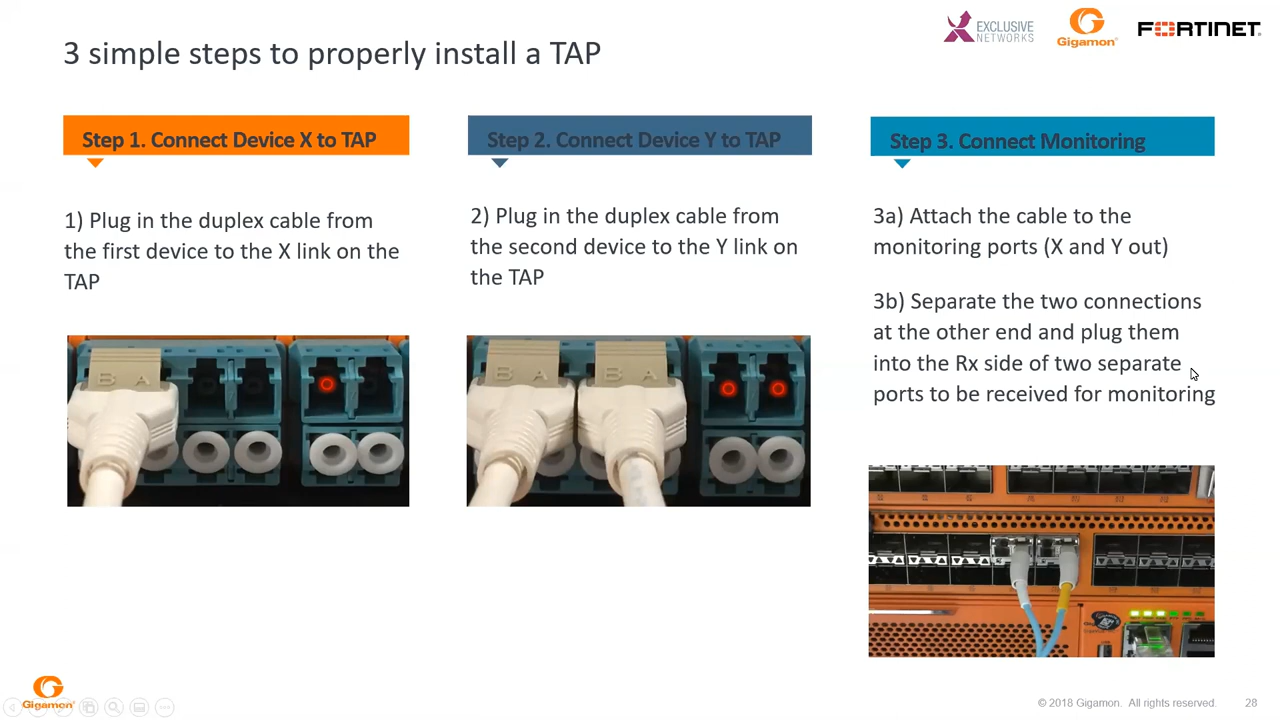 3 simple steps to properly install a TAP
EXCLUSIVE
NETWORKS
Gigamon®
FORTINET
Step 1. Connect Device X to TAP
1) Plug in the duplex cable from
the first device to the X link on the
TAP
B A
Step 2. Connect Device Y to TAP
2) Plug in the duplex cable from
the second device to the Y link on
the TAP
B A
B A
Step 3. Connect Monitoring
3a) Attach the cable to the
monitoring ports (X and Y out)
3b) Separate the two connections
at the other end and plug them
into the Rx side of two separate
ports to be received for monitoring
Gigamon®
© 2018 Gigamon. All rights reserved.
28